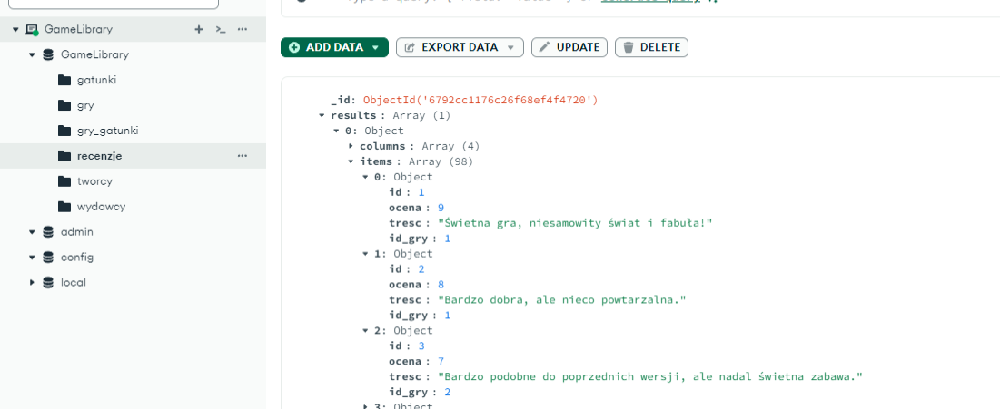 GameLibrary
GameLibrary
gatunki
gry
gry_gatunki
recenzje
tworcy
wydawcy
admin
config
local
ADD DATA
EXPORT DATA
UPDATE
DELETE
_id: ObjectId('6792cc1176c26f68ef4f4720')
results : Array (1)
0: Object
columns : Array (4)
items : Array (98)
0: Object
id : 1
ocena : 9
tresc : "Świetna gra, niesamowity świat i fabuła!"
id_gry : 1
1: Object
id : 2
ocena : 8
tresc : "Bardzo dobra, ale nieco powtarzalna."
id_gry : 1
2: Object
id : 3
ocena : 7
tresc : "Bardzo podobne do poprzednich wersji, ale nadal świetna zabawa."
id_gry : 2
3: Object